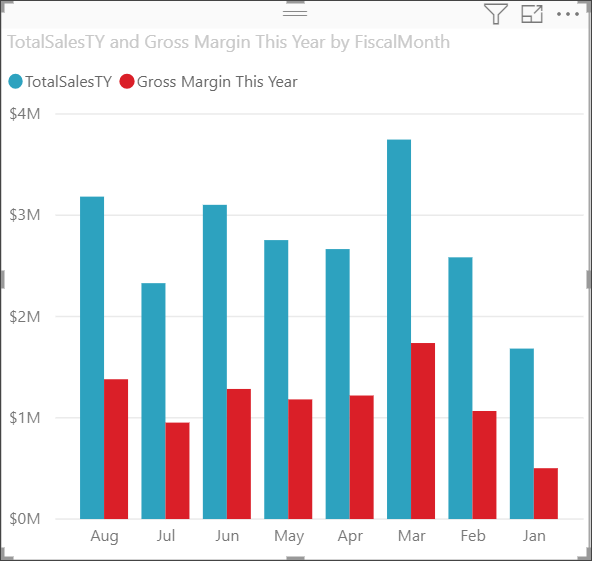 TotalSalesTY and Gross Margin This Year by FiscalMonth
TotalSalesTY Gross Margin This Year
$4M
$3M
$2M
$1M
$0M
Aug Jul Jun May Apr Mar Feb Jan